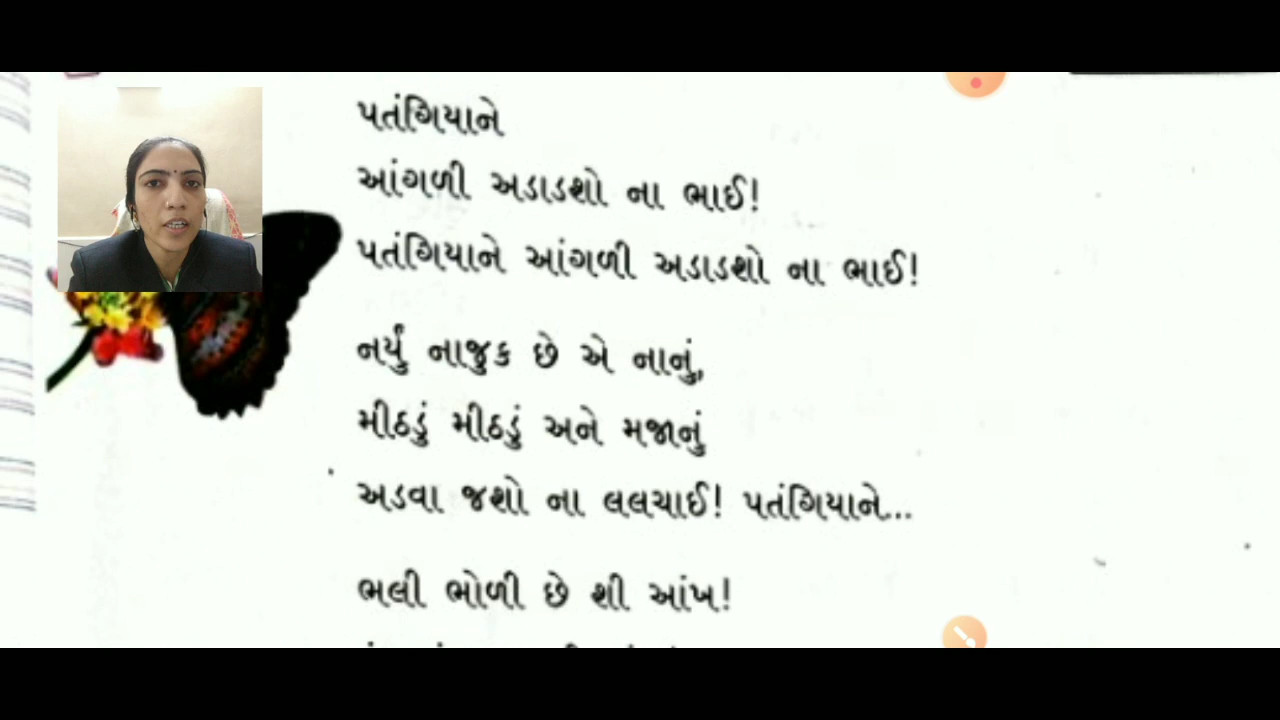 પતંગિયાને
આંગળી અડાડશો ના ભાઈ!
પતંગિયાને આંગળી અડાડશો ના ભાઈ!
નર્યું નાજુક છે એ નાનું,
મીઠડું મીઠડું અને મજાનું
અડવા જશો ના લલચાઈ! પતંગિયાને...
ભલી ભોળી છે શી આંખ!